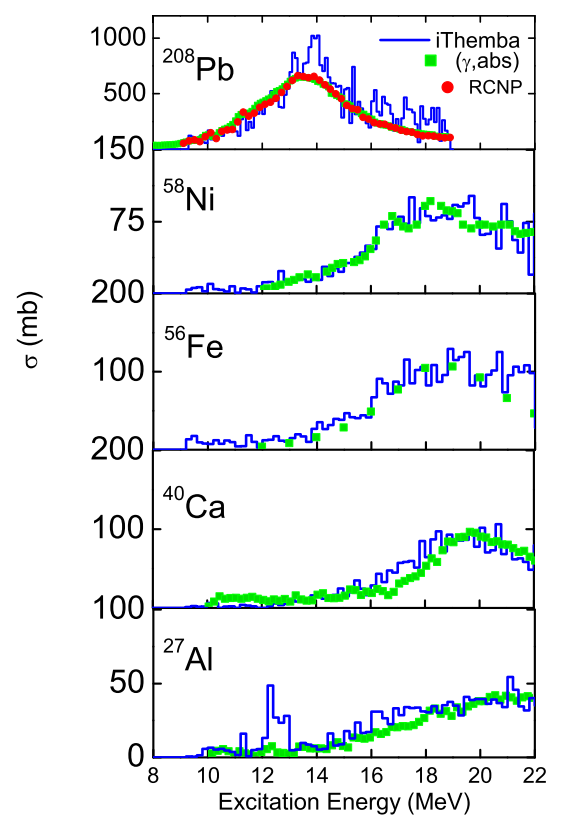 1000
500
150
75
200
100
200
100
100
50
0
σ (mb)
²⁰⁸Pb
iThemba
(γ,abs)
RCNP
⁵⁸Ni
⁵⁶Fe
⁴⁰Ca
²⁷Al
8 10 12 14 16 18 20 22
Excitation Energy (MeV)